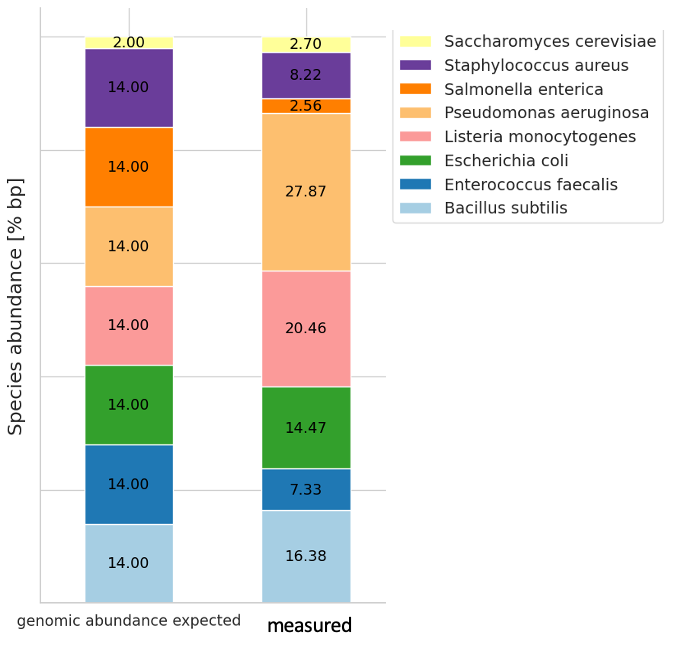 2.00
2.70
Saccharomyces cerevisiae
14.00
8.22
Staphylococcus aureus
14.00
2.56
Salmonella enterica
14.00
27.87
Pseudomonas aeruginosa
14.00
20.46
Listeria monocytogenes
14.00
14.47
Escherichia coli
14.00
7.33
Enterococcus faecalis
14.00
16.38
Bacillus subtilis
Species abundance [% bp]
genomic abundance expected
measured